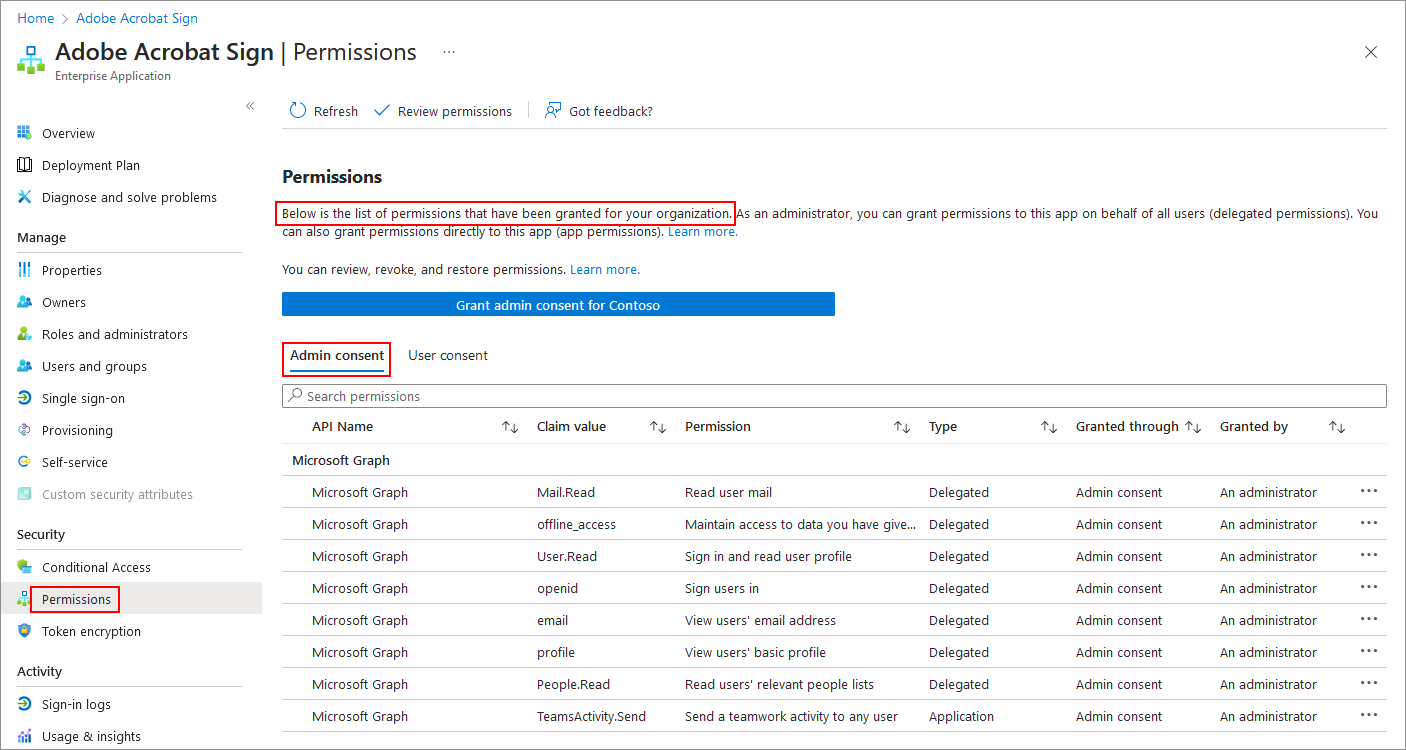 Home > Adobe Acrobat Sign
Adobe Acrobat Sign | Permissions ...
Enterprise Application
«
Overview
Deployment Plan
Diagnose and solve problems
Manage
Properties
Owners
Roles and administrators
Users and groups
Single sign-on
Provisioning
Self-service
Custom security attributes
Security
Conditional Access
Permissions
Token encryption
Activity
Sign-in logs
Usage & insights
Refresh Review permissions Got feedback?
Permissions
Below is the list of permissions that have been granted for your organization. As an administrator, you can grant permissions to this app on behalf of all users (delegated permissions). You
can also grant permissions directly to this app (app permissions). Learn more.
You can review, revoke, and restore permissions. Learn more.
Grant admin consent for Contoso
Admin consent User consent
Search permissions
API Name Claim value Permission Type Granted through Granted by
Microsoft Graph
Microsoft Graph Mail.Read Read user mail Delegated Admin consent An administrator ...
Microsoft Graph offline_access Maintain access to data you have give... Delegated Admin consent An administrator ...
Microsoft Graph User.Read Sign in and read user profile Delegated Admin consent An administrator ...
Microsoft Graph openid Sign users in Delegated Admin consent An administrator ...
Microsoft Graph email View users' email address Delegated Admin consent An administrator ...
Microsoft Graph profile View users' basic profile Delegated Admin consent An administrator ...
Microsoft Graph People.Read Read users' relevant people lists Delegated Admin consent An administrator ...
Microsoft Graph TeamsActivity.Send Send a teamwork activity to any user Application Admin consent An administrator ...